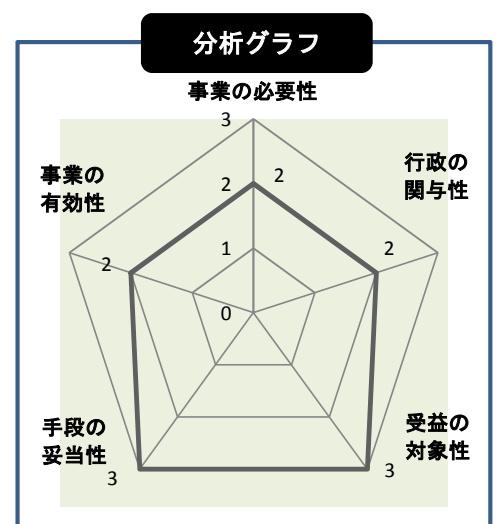 分析グラフ
事業の必要性
3
事業の
有効性
行政の
関与性
2
2
2
2
1
0
手段の
妥当性
受益の
対象性
3
3